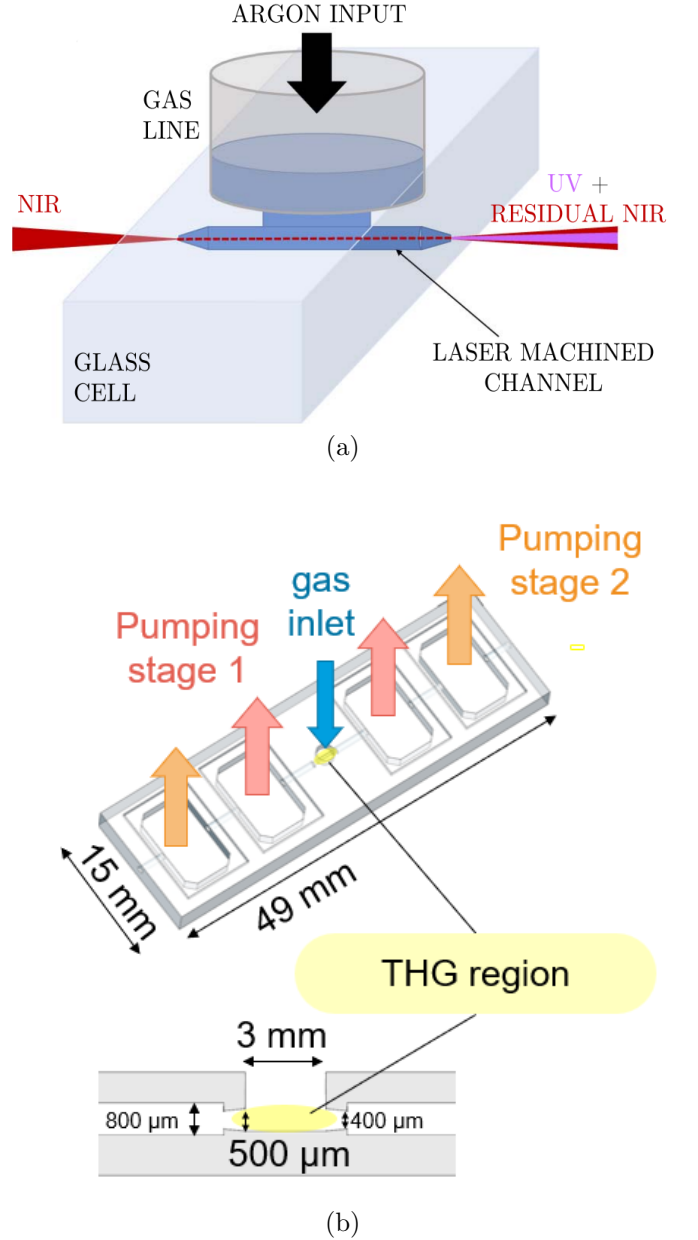 ARGON INPUT
GAS
LINE
NIR
UV +
RESIDUAL NIR
GLASS
CELL
LASER MACHINED
CHANNEL
(a)
Pumping
stage 2
gas
inlet
Pumping
stage 1
15 mm
49 mm
THG region
3 mm
800 μm
400 μm
500 μm
(b)